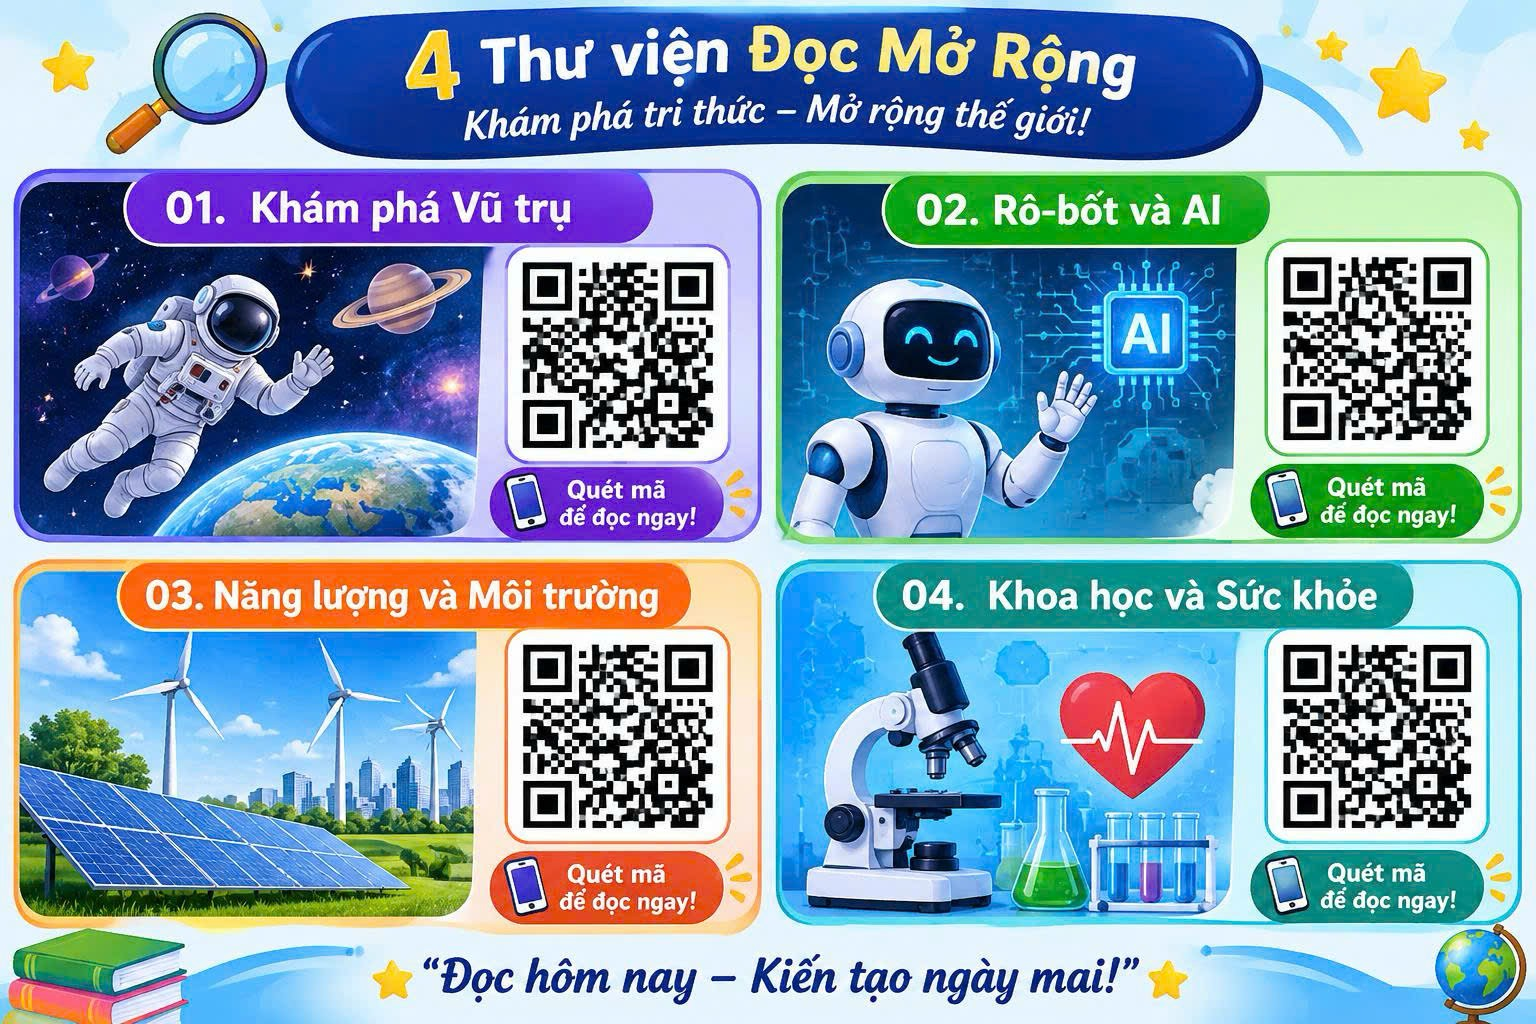 4 Thư viện Đọc Mở Rộng
Khám phá tri thức – Mở rộng thế giới!
01. Khám phá Vũ trụ
Quét mã
để đọc ngay!
02. Rô-bốt và AI
AI
Quét mã
để đọc ngay!
03. Năng lượng và Môi trường
Quét mã
để đọc ngay!
04. Khoa học và Sức khỏe
Quét mã
để đọc ngay!
“Đọc hôm nay – Kiến tạo ngày mai!”